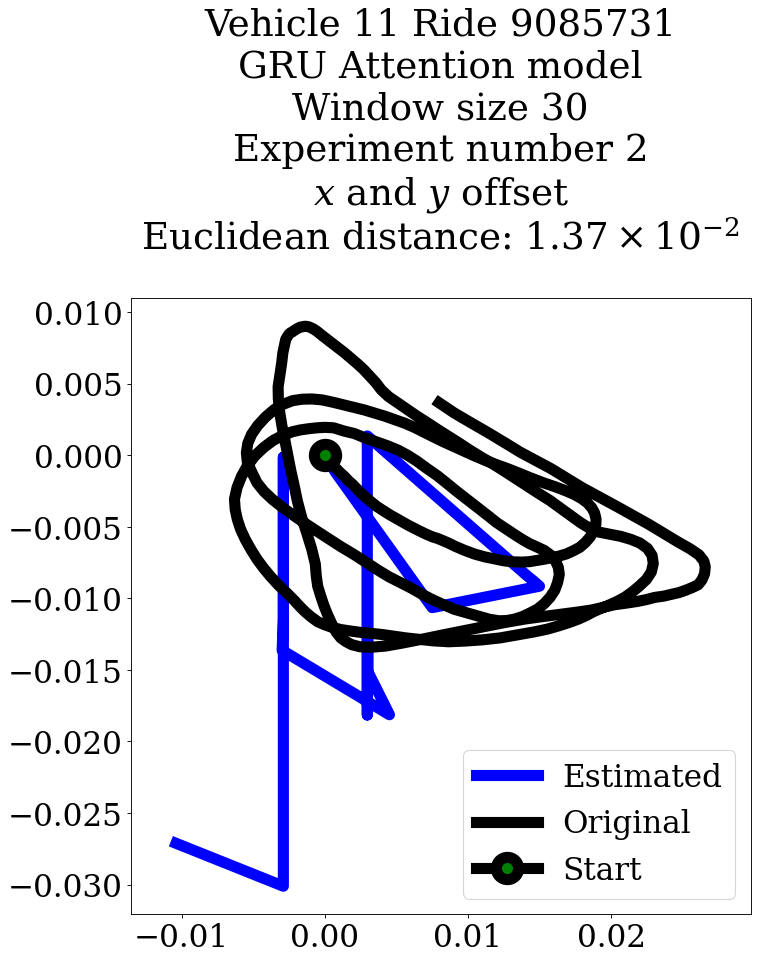 Vehicle 11 Ride 9085731
GRU Attention model
Window size 30
Experiment number 2
x and y offset
Euclidean distance: 1.37 × 10⁻²
0.010
0.005
0.000
−0.005
−0.010
−0.015
−0.020
−0.025
−0.030
Estimated
Original
Start
−0.01 0.00 0.01 0.02